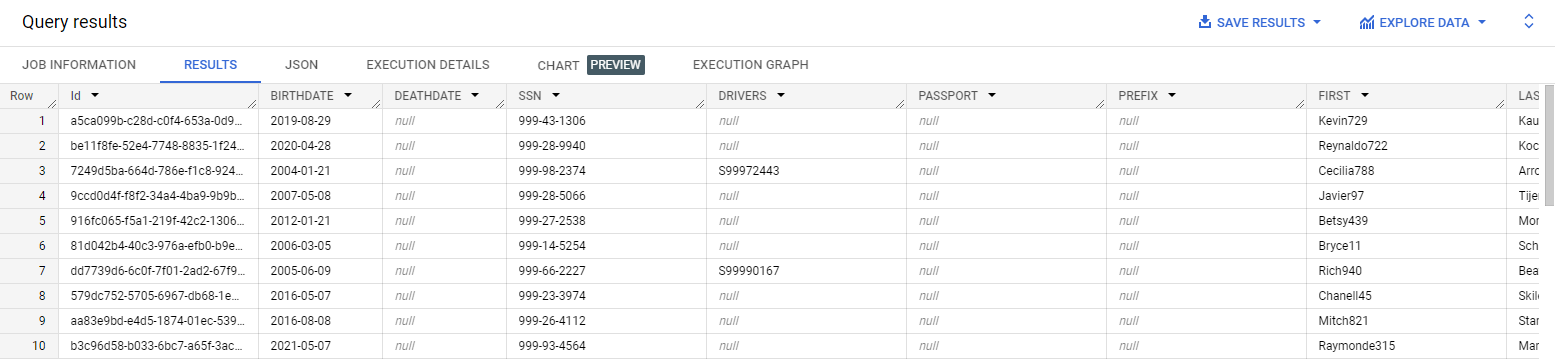 Query results SAVE RESULTS EXPLORE DATA
JOB INFORMATION RESULTS JSON EXECUTION DETAILS CHART PREVIEW EXECUTION GRAPH
Row Id BIRTHDATE DEATHDATE SSN DRIVERS PASSPORT PREFIX FIRST LAS
1 a5ca099b-c28d-c0f4-653a-0d9... 2019-08-29 null 999-43-1306 null null null Kevin729 Kau
2 be11f8fe-52e4-7748-8835-1f24... 2020-04-28 null 999-28-9940 null null null Reynaldo722 Koc
3 7249d5ba-664d-786e-f1c8-924... 2004-01-21 null 999-98-2374 S99972443 null null Cecilia788 Arro
4 9ccd0d4f-f8f2-34a4-4ba9-9b9b... 2007-05-08 null 999-28-5066 null null null Javier97 Tijer
5 916fc065-f5a1-219f-42c2-1306... 2012-01-21 null 999-27-2538 null null null Betsy439 Mor
6 81d042b4-40c3-976a-efb0-b9e... 2006-03-05 null 999-14-5254 null null null Bryce11 Sch
7 dd7739d6-6c0f-7f01-2ad2-67f9... 2005-06-09 null 999-66-2227 S99990167 null null Rich940 Bea
8 579dc752-5705-6967-db68-1e... 2016-05-07 null 999-23-3974 null null null Chanell45 Skil
9 aa83e9bd-e4d5-1874-01ec-539... 2016-08-08 null 999-26-4112 null null null Mitch821 Star
10 b3c96d58-b033-6bc7-a65f-3ac... 2021-05-07 null 999-93-4564 null null null Raymonde315 Mar